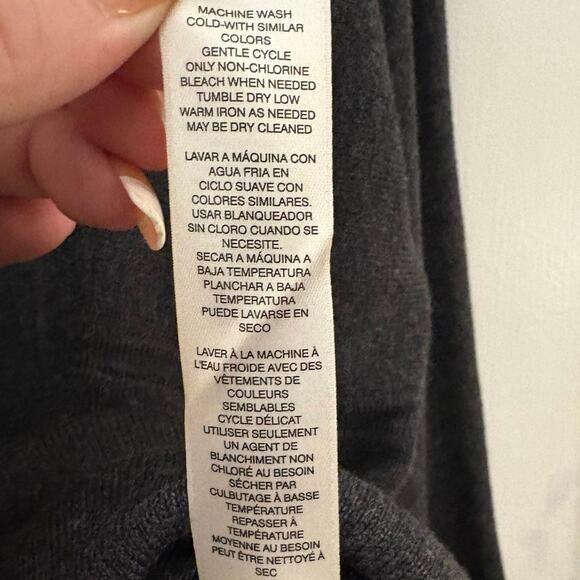 MACHINE WASH
COLD-WITH SIMILAR
COLORS
GENTLE CYCLE
ONLY NON-CHLORINE
BLEACH WHEN NEEDED
TUMBLE DRY LOW
WARM IRON AS NEEDED
MAY BE DRY CLEANED
LAVAR A MÁQUINA CON
AGUA FRIA EN
CICLO SUAVE CON
COLORES SIMILARES.
USAR BLANQUEADOR
SIN CLORO CUANDO SE
NECESITE.
SECAR A MÁQUINA A
BAJA TEMPERATURA
PLANCHAR A BAJA
TEMPERATURA
PUEDE LAVARSE EN
SECO
LAVER À LA MACHINE À
L'EAU FROIDE AVEC DES
VÊTEMENTS DE
COULEURS
SEMBLABLES
CYCLE DÉLICAT
UTILISER SEULEMENT
UN AGENT DE
BLANCHIMENT NON
CHLORÉ AU BESOIN
SÉCHER PAR
CULBUTAGE À BASSE
TEMPÉRATURE
REPASSER À
TEMPÉRATURE
MOYENNE AU BESOIN
PEUT ÊTRE NETTOYÉ À
SEC